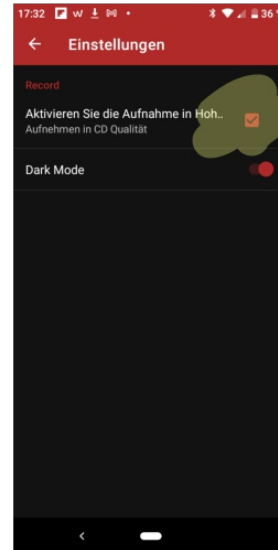 17:32 W 36
Einstellungen
Record
Aktivieren Sie die Aufnahme in Hoh..
Aufnehmen in CD Qualität
Dark Mode